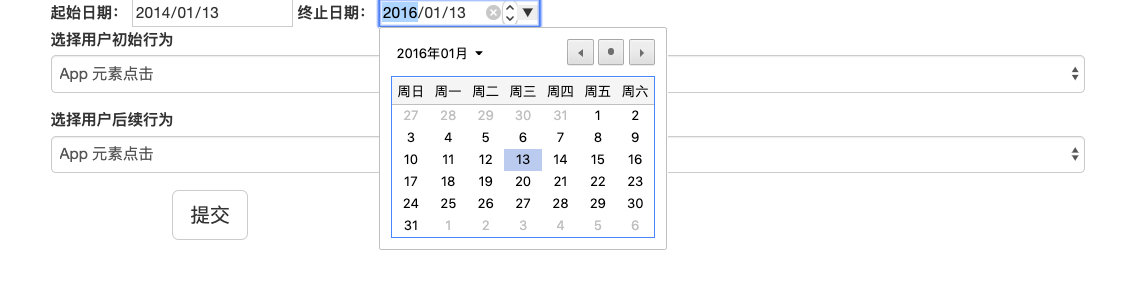 起始日期: 2014/01/13 终止日期: 2016/01/13
选择用户初始行为
2016年01月
App 元素点击
周日 周一 周二 周三 周四 周五 周六
27 28 29 30 31 1 2
选择用户后续行为
3 4 5 6 7 8 9
App 元素点击
10 11 12 13 14 15 16
17 18 19 20 21 22 23
24 25 26 27 28 29 30
31 1 2 3 4 5 6
提交